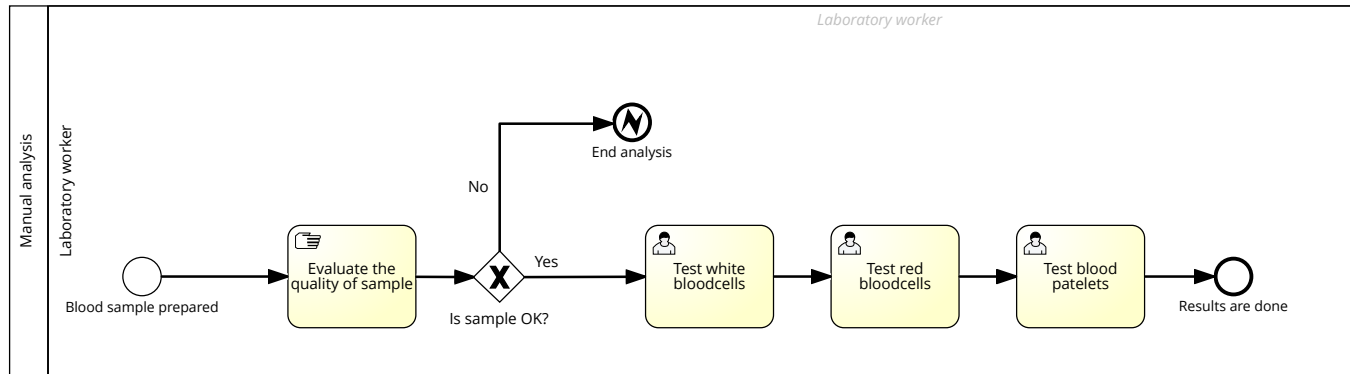 Laboratory worker
Manual analysis
Laboratory worker
End analysis
No
Yes
Evaluate the
quality of sample
Test white
bloodcells
Test red
bloodcells
Test blood
patelets
Blood sample prepared
Is sample OK?
Results are done